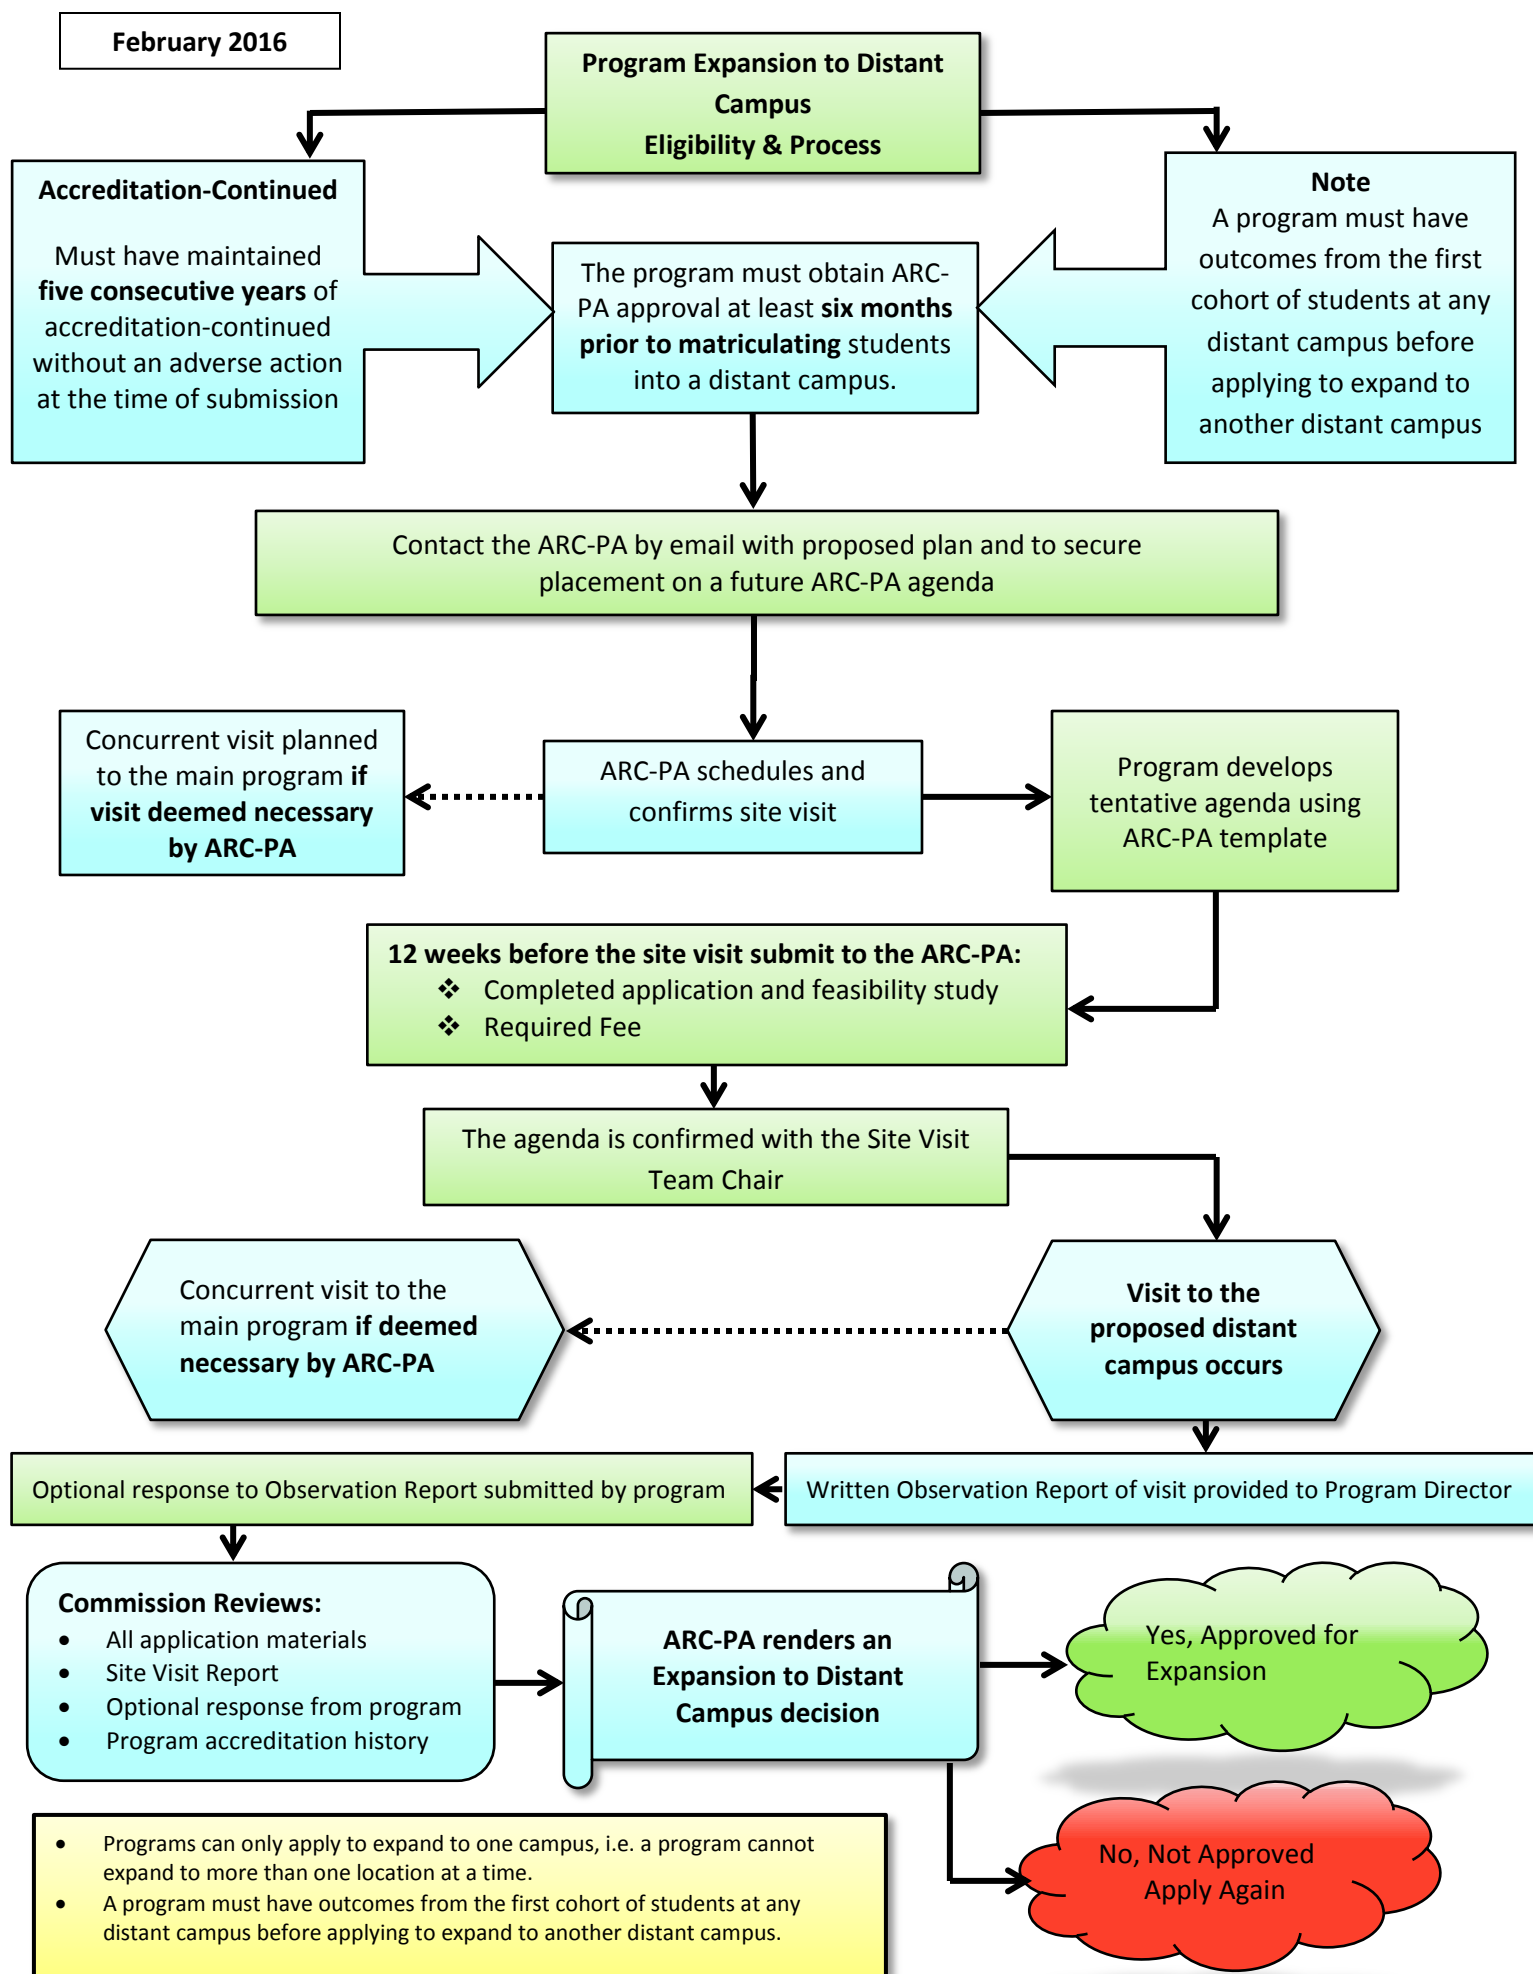 February 2016
Program Expansion to Distant
Campus
Eligibility & Process
Accreditation-Continued
Must have maintained
five consecutive years of
accreditation-continued
without an adverse action
at the time of submission
The program must obtain ARC-
PA approval at least six months
prior to matriculating students
into a distant campus.
Note
A program must have
outcomes from the first
cohort of students at any
distant campus before
applying to expand to
another distant campus
Contact the ARC-PA by email with proposed plan and to secure
placement on a future ARC-PA agenda
Concurrent visit planned
to the main program if
visit deemed necessary
by ARC-PA
ARC-PA schedules and
confirms site visit
Program develops
tentative agenda using
ARC-PA template
12 weeks before the site visit submit to the ARC-PA:
❖ Completed application and feasibility study
❖ Required Fee
The agenda is confirmed with the Site Visit
Team Chair
Concurrent visit to the
main program if deemed
necessary by ARC-PA
Visit to the
proposed distant
campus occurs
Optional response to Observation Report submitted by program
Written Observation Report of visit provided to Program Director
Commission Reviews:
• All application materials
• Site Visit Report
• Optional response from program
• Program accreditation history
ARC-PA renders an
Expansion to Distant
Campus decision
Yes, Approved for
Expansion
No, Not Approved
Apply Again
• Programs can only apply to expand to one campus, i.e. a program cannot
expand to more than one location at a time.
• A program must have outcomes from the first cohort of students at any
distant campus before applying to expand to another distant campus.